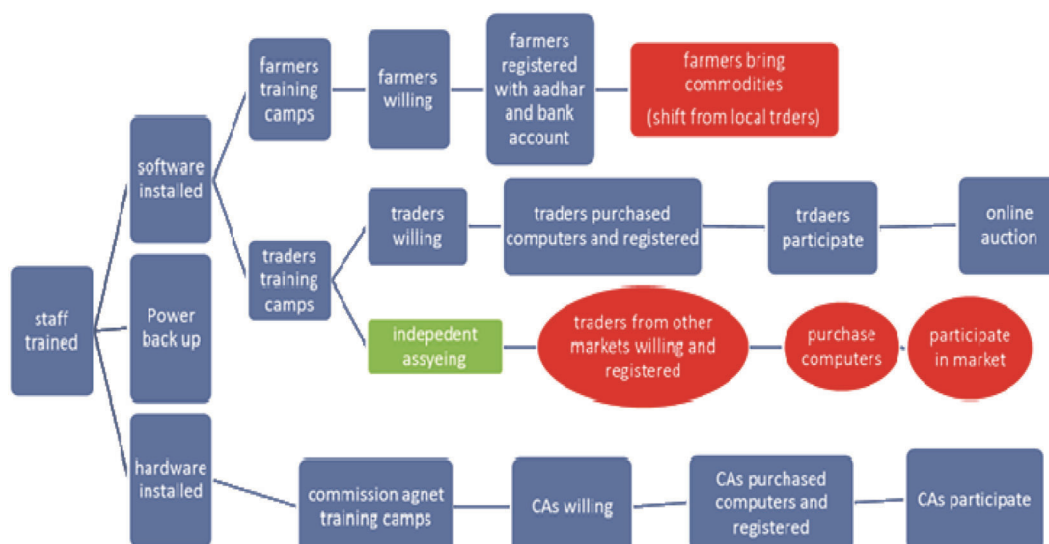 farmers
training
camps
farmers
willing
farmers
registered
with aadhar
and bank
account
farmers bring
commodities
(shift from local trders)
software
installed
traders
willing
traders purchased
computers and registered
trdaers
participate
online
auction
traders
training
camps
staff
trained
Power
back up
indepedent
assyeing
traders from other
markets willing and
registered
purchase
computers
participate
in market
hardware
installed
commission agnet
training camps
CAs willing
CAs purchased
computers and
registered
CAs participate